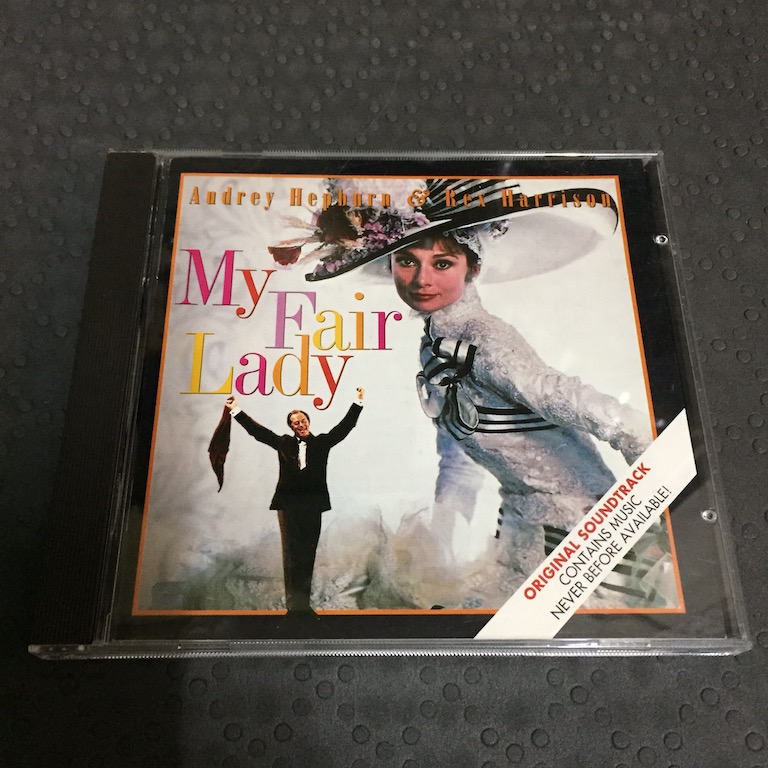 Audrey Hepburn & Rex Harrison
My
Fair
Lady
ORIGINAL SOUNDTRACK
CONTAINS MUSIC
NEVER BEFORE AVAILABLE!